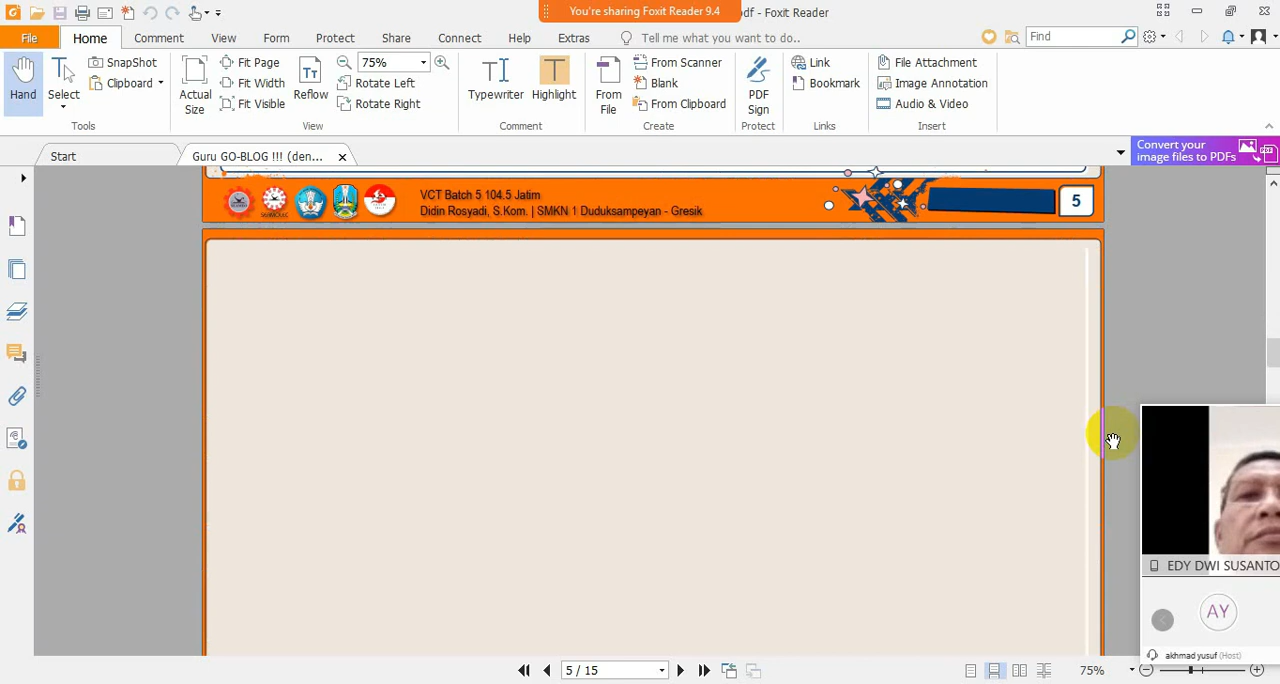 You're sharing Foxit Reader 9.4
.pdf - Foxit Reader
File Home Comment View Form Protect Share Connect Help Extras Tell me what you want to do.. Find
Hand
Select
SnapShot
Clipboard
Tools
Actual Size
Fit Page
Fit Width
Fit Visible
Reflow
75%
Rotate Left
Rotate Right
View
Typewriter
Highlight
Comment
From File
From Scanner
Blank
From Clipboard
Create
PDF Sign
Protect
Link
Bookmark
Links
File Attachment
Image Annotation
Audio & Video
Insert
Start
Guru GO-BLOG !!! (den...
Convert your
image files to PDFs
VCT Batch 5 104.5 Jatim
Didin Rosyadi, S.Kom. | SMKN 1 Duduksampeyan - Gresik
5
EDY DWI SUSANTO
AY
akhmad yusuf (Host)
5 / 15
75%